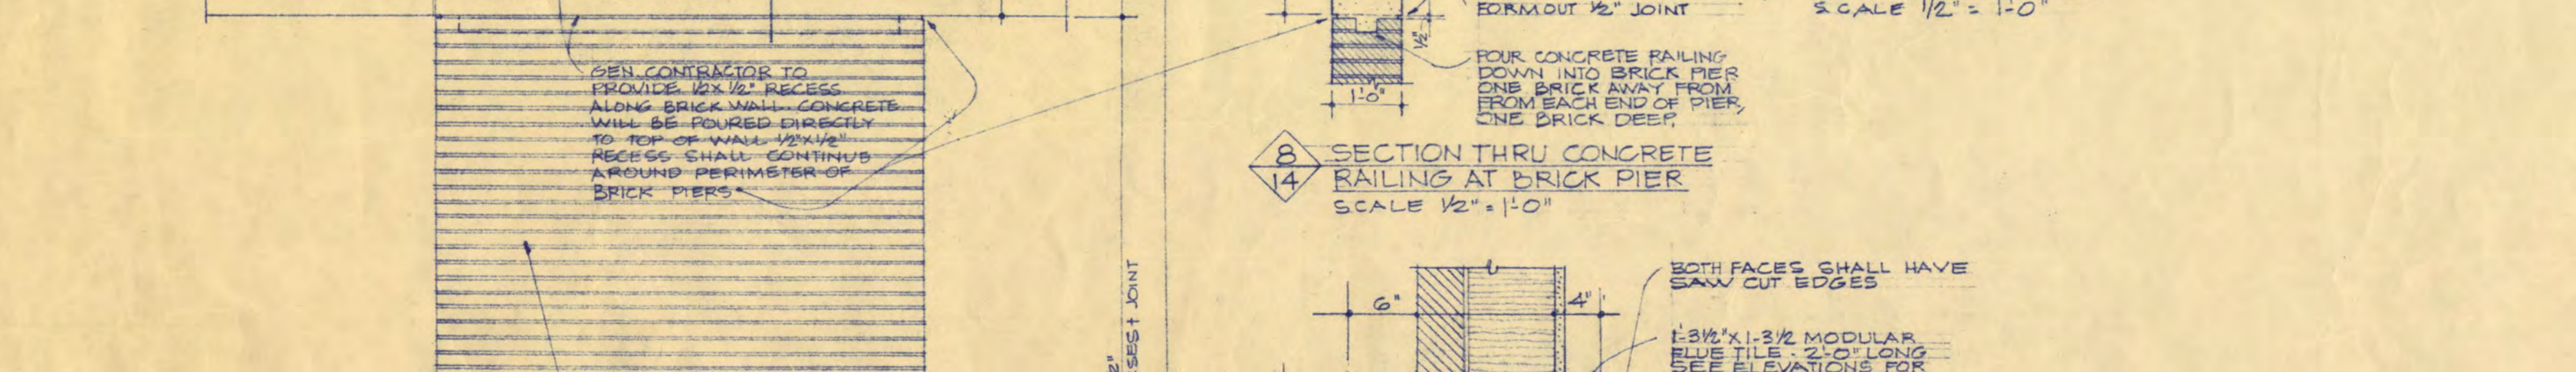 GEN. CONTRACTOR TO
PROVIDE 1/2 X 1/2" RECESS
ALONG BRICK WALL. CONCRETE
WILL BE POURED DIRECTLY
TO TOP OF WALL 1/2"X1/2"
RECESS SHALL CONTINUE
AROUND PERIMETER OF
BRICK PIERS
SES+ JOINT
FORMOUT 1/2" JOINT
SCALE 1/2" = 1'-0"
1/2"
POUR CONCRETE RAILING
DOWN INTO BRICK PIER
ONE BRICK AWAY FROM
FROM EACH END OF PIER,
ONE BRICK DEEP.
1'-0"
8
14
SECTION THRU CONCRETE
RAILING AT BRICK PIER
SCALE 1/2" = 1'-0"
6"
4"
BOTH FACES SHALL HAVE
SAW CUT EDGES
1'-3 1/2" X 1-3 1/2 MODULAR
FLUE TILE - 2'-0" LONG
SEE ELEVATIONS FOR